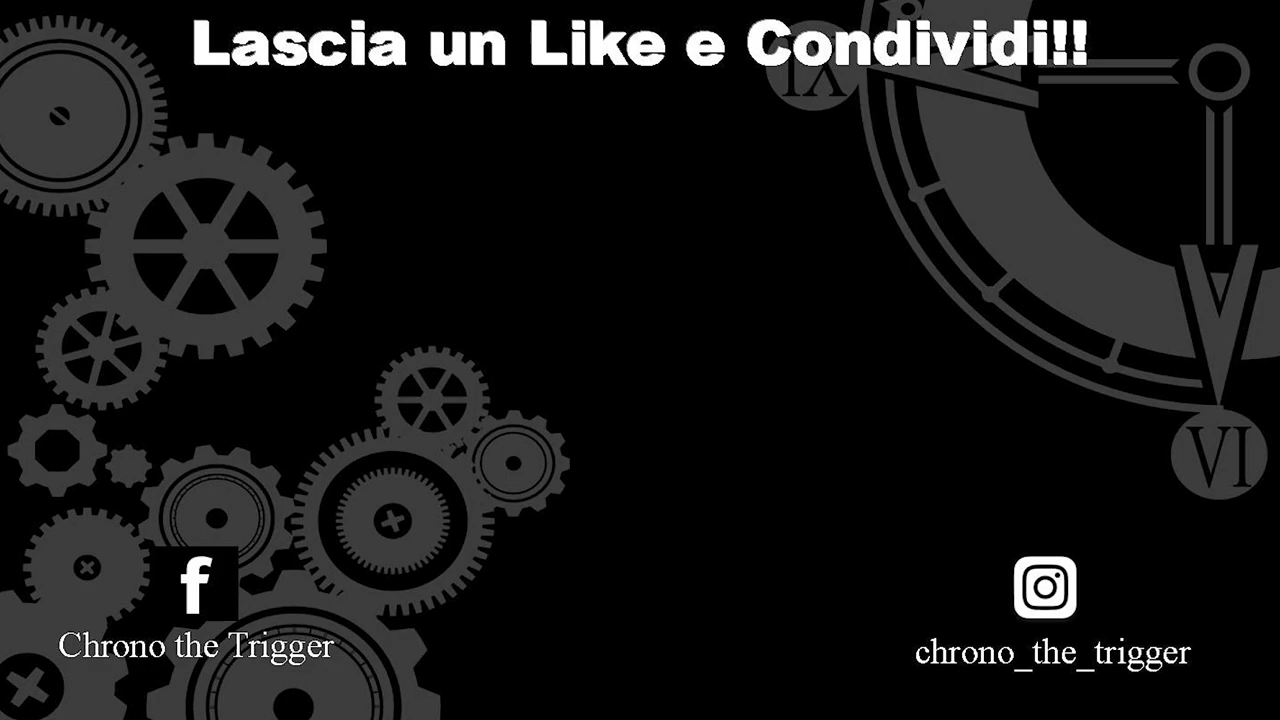 Lascia un Like e Condividi!!
IX
VI
f
Chrono the Trigger
chrono_the_trigger